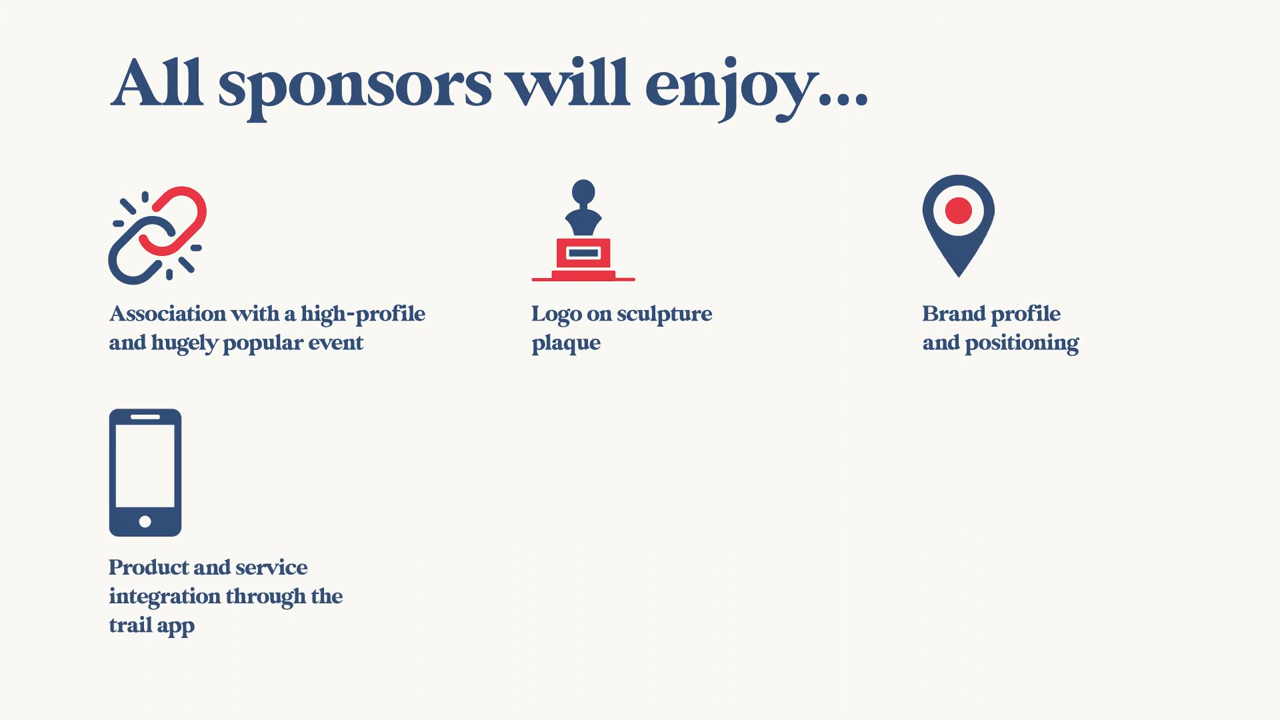 All sponsors will enjoy...
Association with a high-profile
and hugely popular event
Logo on sculpture
plaque
Brand profile
and positioning
Product and service
integration through the
trail app